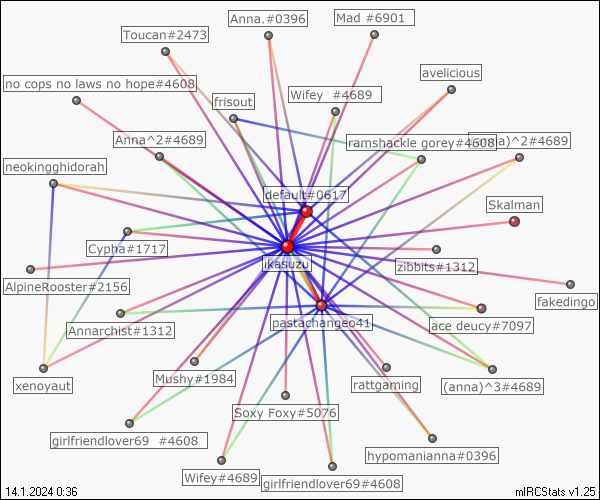 Anna.#0396
Mad #6901
Toucan#2473
avelicious
no cops no laws no hope#4608
frisout
Wifey #4689
Anna^2#4689
ramshackle gorey#4608
)^2#4689
neokingghidorah
default#0617
Skalman
Cypha#1717
ikasuzu
zibbits#1312
AlpineRooster#2156
fakedingo
Annarchist#1312
pastachangeo41
ace deucy#7097
xenoyaut
Mushy#1984
rattgaming
(anna)^3#4689
Soxy Foxy#5076
girlfriendlover69 #4608
hypomanianna#0396
Wifey#4689
girlfriendlover69#4608
14.1.2024 0:36
mIRCStats v1.25